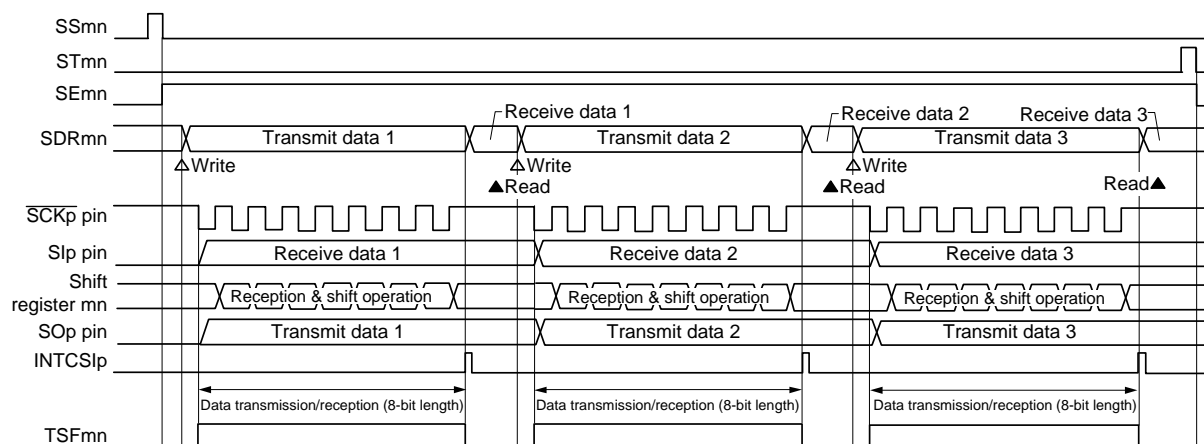 SSmn
STmn
SEmn
Receive data 1
Receive data 2
Receive data 3
SDRmn
Transmit data 1
Transmit data 2
Transmit data 3
Write
Write
Write
Read
Read
Read
SCKp pin
SIp pin
Receive data 1
Receive data 2
Receive data 3
Shift
register mn
Reception & shift operation
Reception & shift operation
Reception & shift operation
SOp pin
Transmit data 1
Transmit data 2
Transmit data 3
INTCSIp
Data transmission/reception (8-bit length)
Data transmission/reception (8-bit length)
Data transmission/reception (8-bit length)
TSFmn